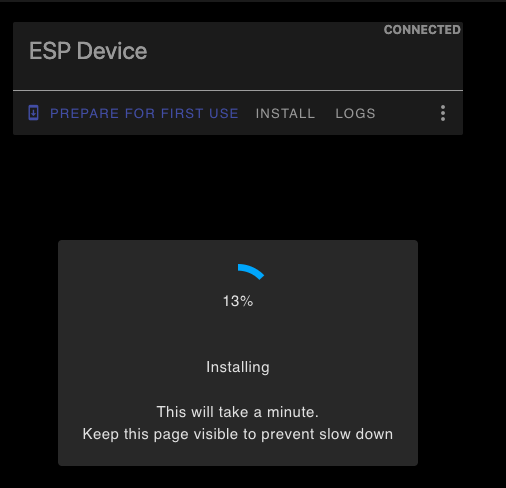 CONNECTED
ESP Device
PREPARE FOR FIRST USE INSTALL LOGS
13%
Installing
This will take a minute.
Keep this page visible to prevent slow down